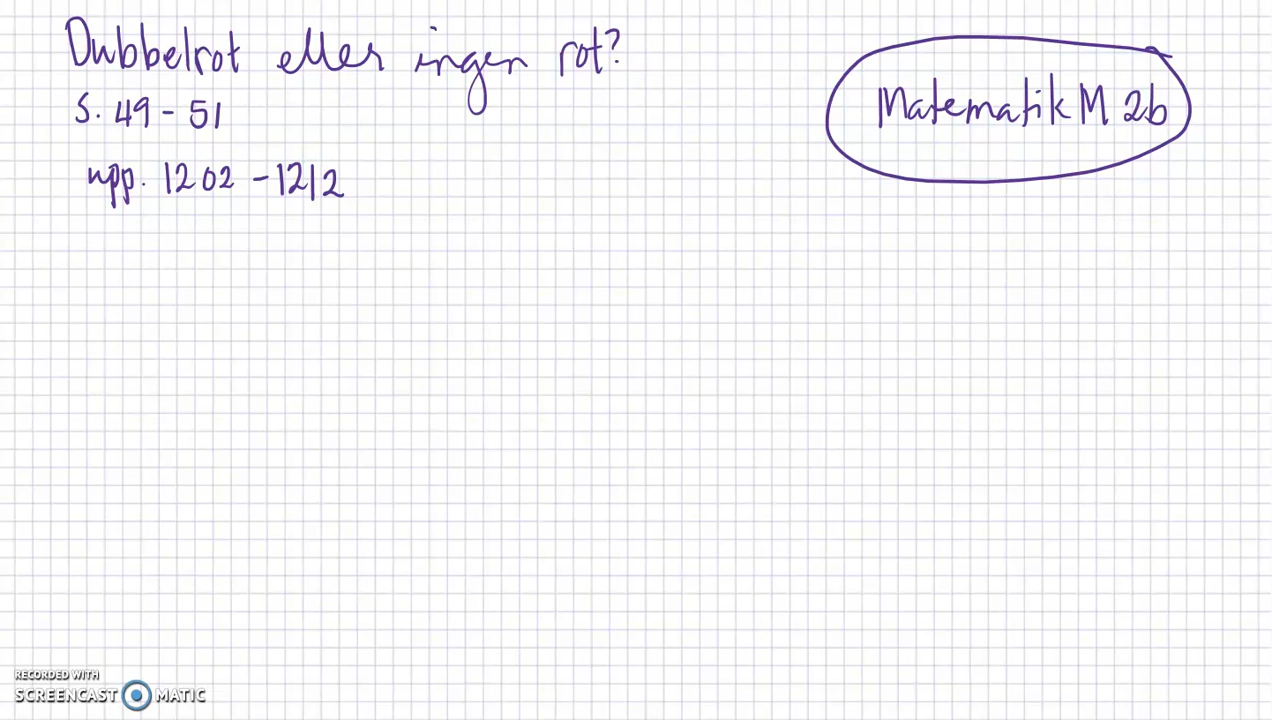 Dubbelrot eller ingen rot?
s. 49 - 51
upp. 1202 - 1212
Matematik M 2b
RECORDED WITH
SCREENCAST MATIC